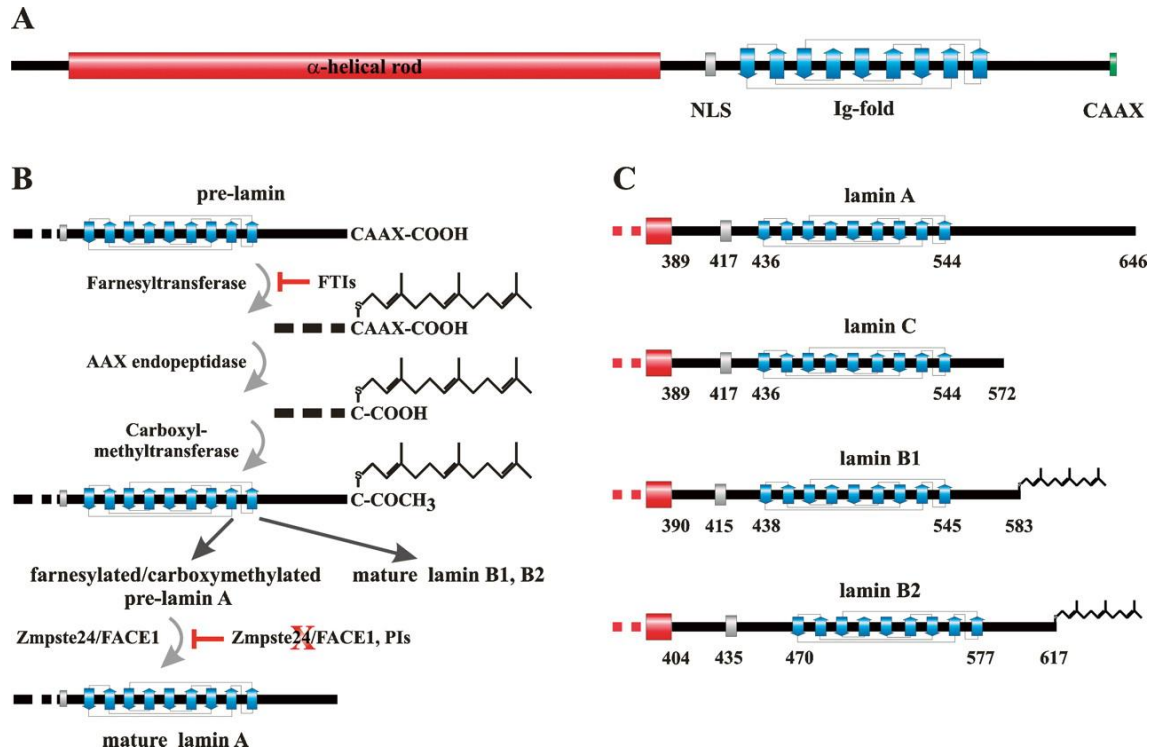 A
α-helical rod
NLS
Ig-fold
CAAX
B
pre-lamin
CAAX-COOH
Farnesyltransferase
FTIs
S
CAAX-COOH
AAX endopeptidase
S
C-COOH
Carboxyl-
methyltransferase
S
C-COCH₃
farnesylated/carboxymethylated
pre-lamin A
mature lamin B1, B2
Zmpste24/FACE1
Zmpste24/FACE1, PIs
X
mature lamin A
C
lamin A
389 417 436 544 646
lamin C
389 417 436 544 572
lamin B1
390 415 438 545 583
lamin B2
404 435 470 577 617